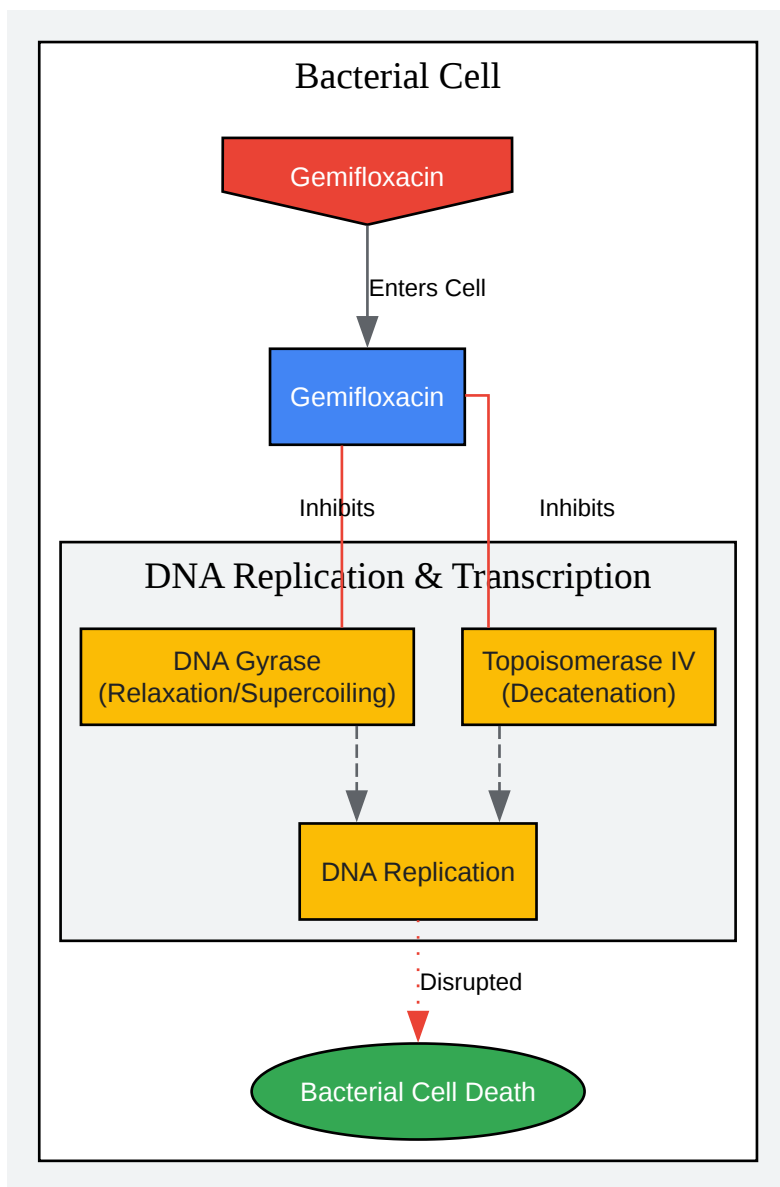 Bacterial Cell
Gemifloxacin
Enters Cell
Gemifloxacin
Inhibits
Inhibits
DNA Replication & Transcription
DNA Gyrase
(Relaxation/Supercoiling)
Topoisomerase IV
(Decatenation)
DNA Replication
Disrupted
Bacterial Cell Death